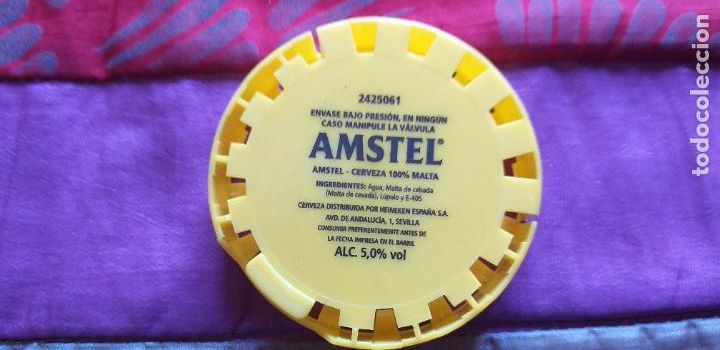 2425061
ENVASE BAJO PRESIÓN, EN NINGÚN
CASO MANIPULE LA VÁLVULA
AMSTEL®
AMSTEL - CERVEZA 100% MALTA
INGREDIENTES: Agua, Malta de cebada
(Malta de cevada), Lúpulo y E-405
CERVEZA DISTRIBUIDA POR HEINEKEN ESPAÑA S.A.
AVD. DE ANDALUCÍA, 1, SEVILLA
CONSUMIR PREFERENTEMENTE ANTES DE
LA FECHA IMPRESA EN EL BARRIL
ALC. 5,0% vol
todocoleccion